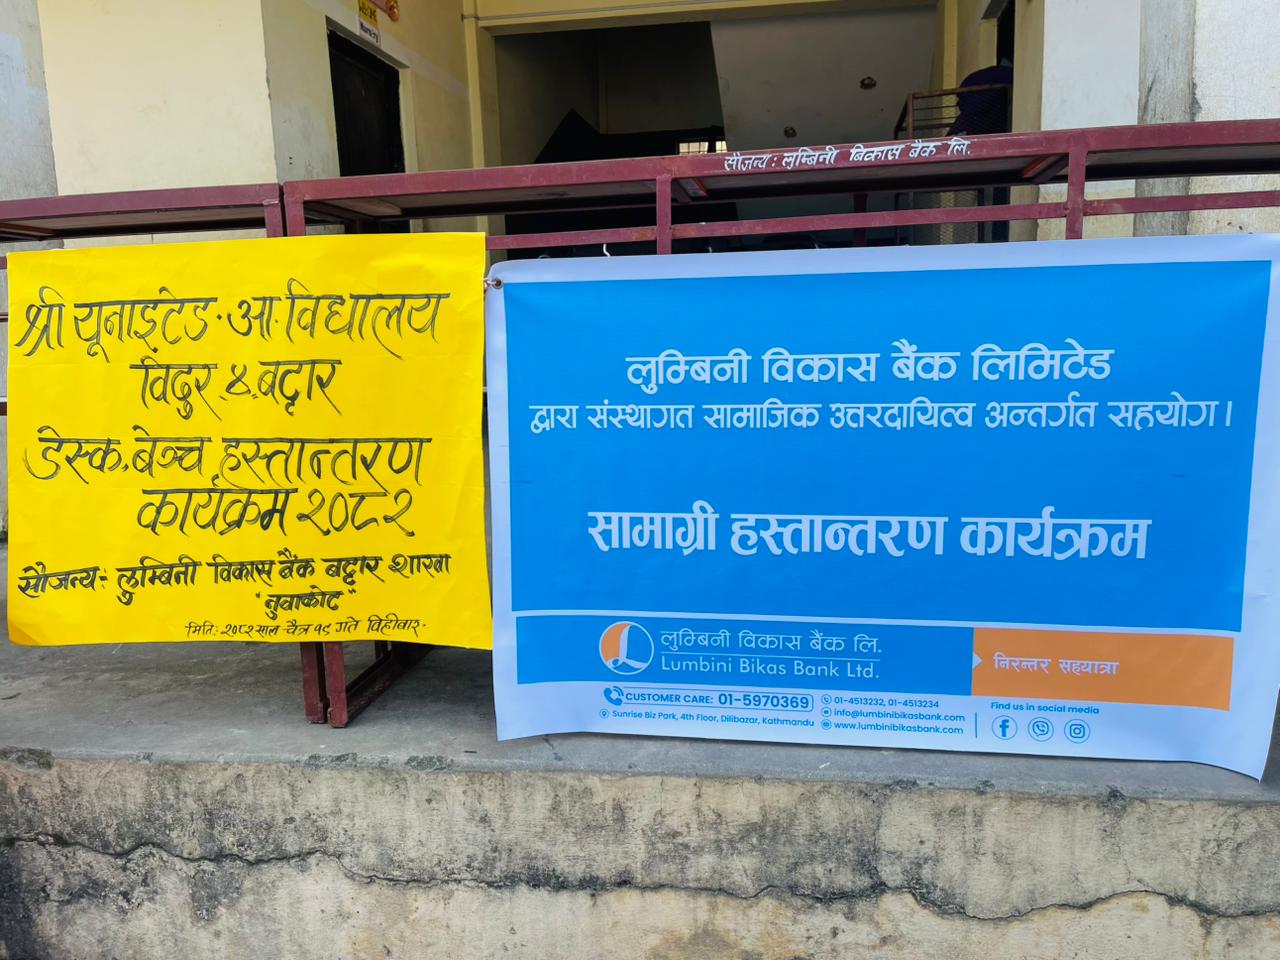 सौजन्य: लुम्बिनी बिकास बैंक लि.
श्री यूनाइटेड. आ. विद्यालय
विदुर, ४, बट्टार
डेस्क, बेञ्च हस्तान्तरण
कार्यक्रम २०८२
सौजन्य:- लुम्बिनी विकास बैंक बट्टार शाखा
"नुवाकोट"
मिति: २०८२ साल चैत्र १९ गते विहीवार.
लुम्बिनी विकास बैंक लिमिटेड
द्वारा संस्थागत सामाजिक उत्तरदायित्व अन्तर्गत सहयोग।
सामाग्री हस्तान्तरण कार्यक्रम
लुम्बिनी विकास बैंक लि.
Lumbini Bikas Bank Ltd.
निरन्तर सहयात्रा
CUSTOMER CARE: 01-5970369
Sunrise Biz Park, 4th Floor, Dilibazar, Kathmandu
01-4513232, 01-4513234
info@lumbinibikasbank.com
www.lumbinibikasbank.com
Find us in social media